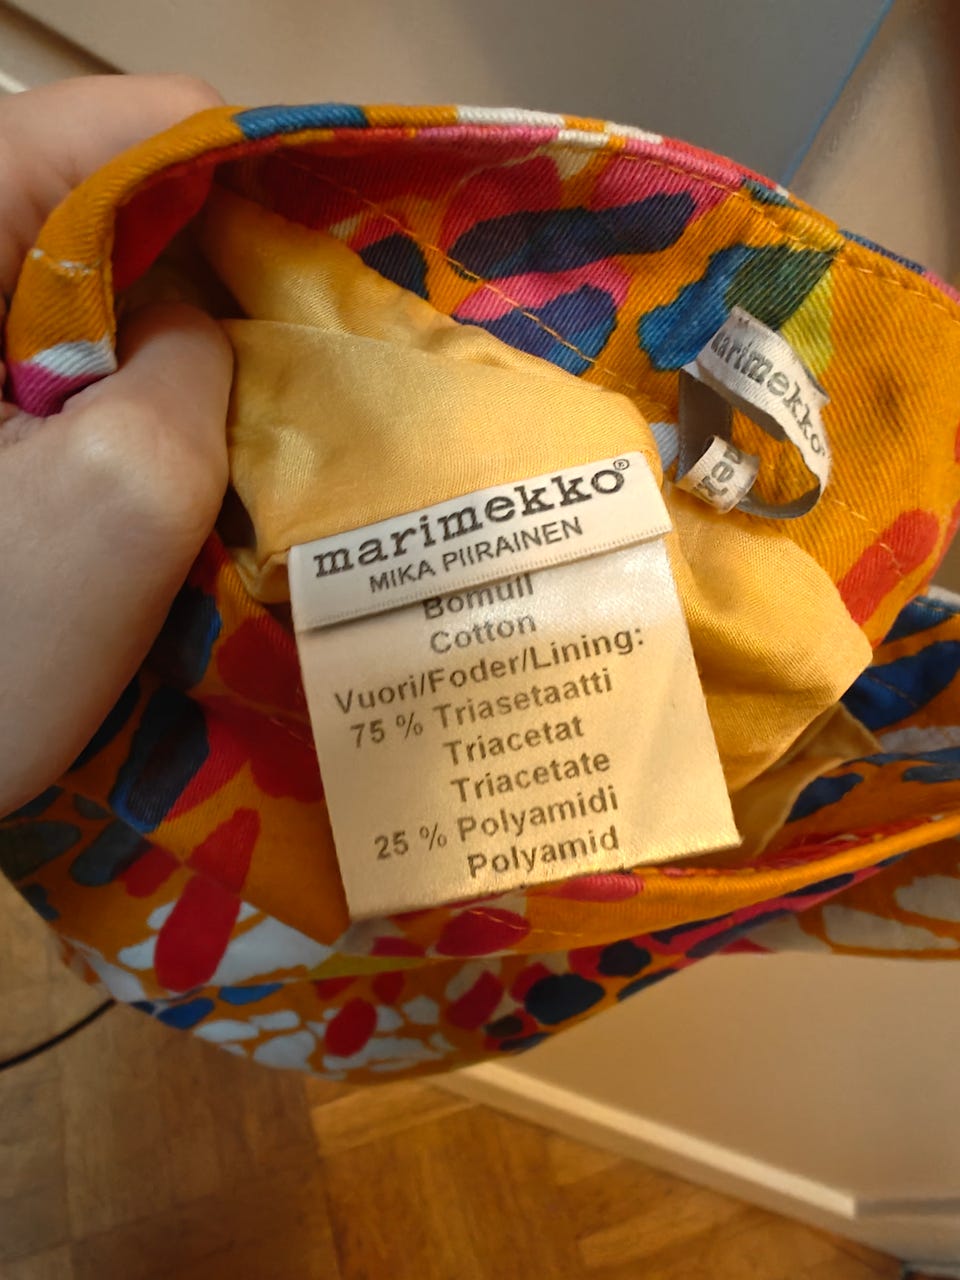 marimekko®
MIKA PIIRAINEN
Bomull
Cotton
Vuori/Foder/Lining:
75 % Triasetaatti
Triacetat
Triacetate
25 % Polyamidi
Polyamid
marimekko